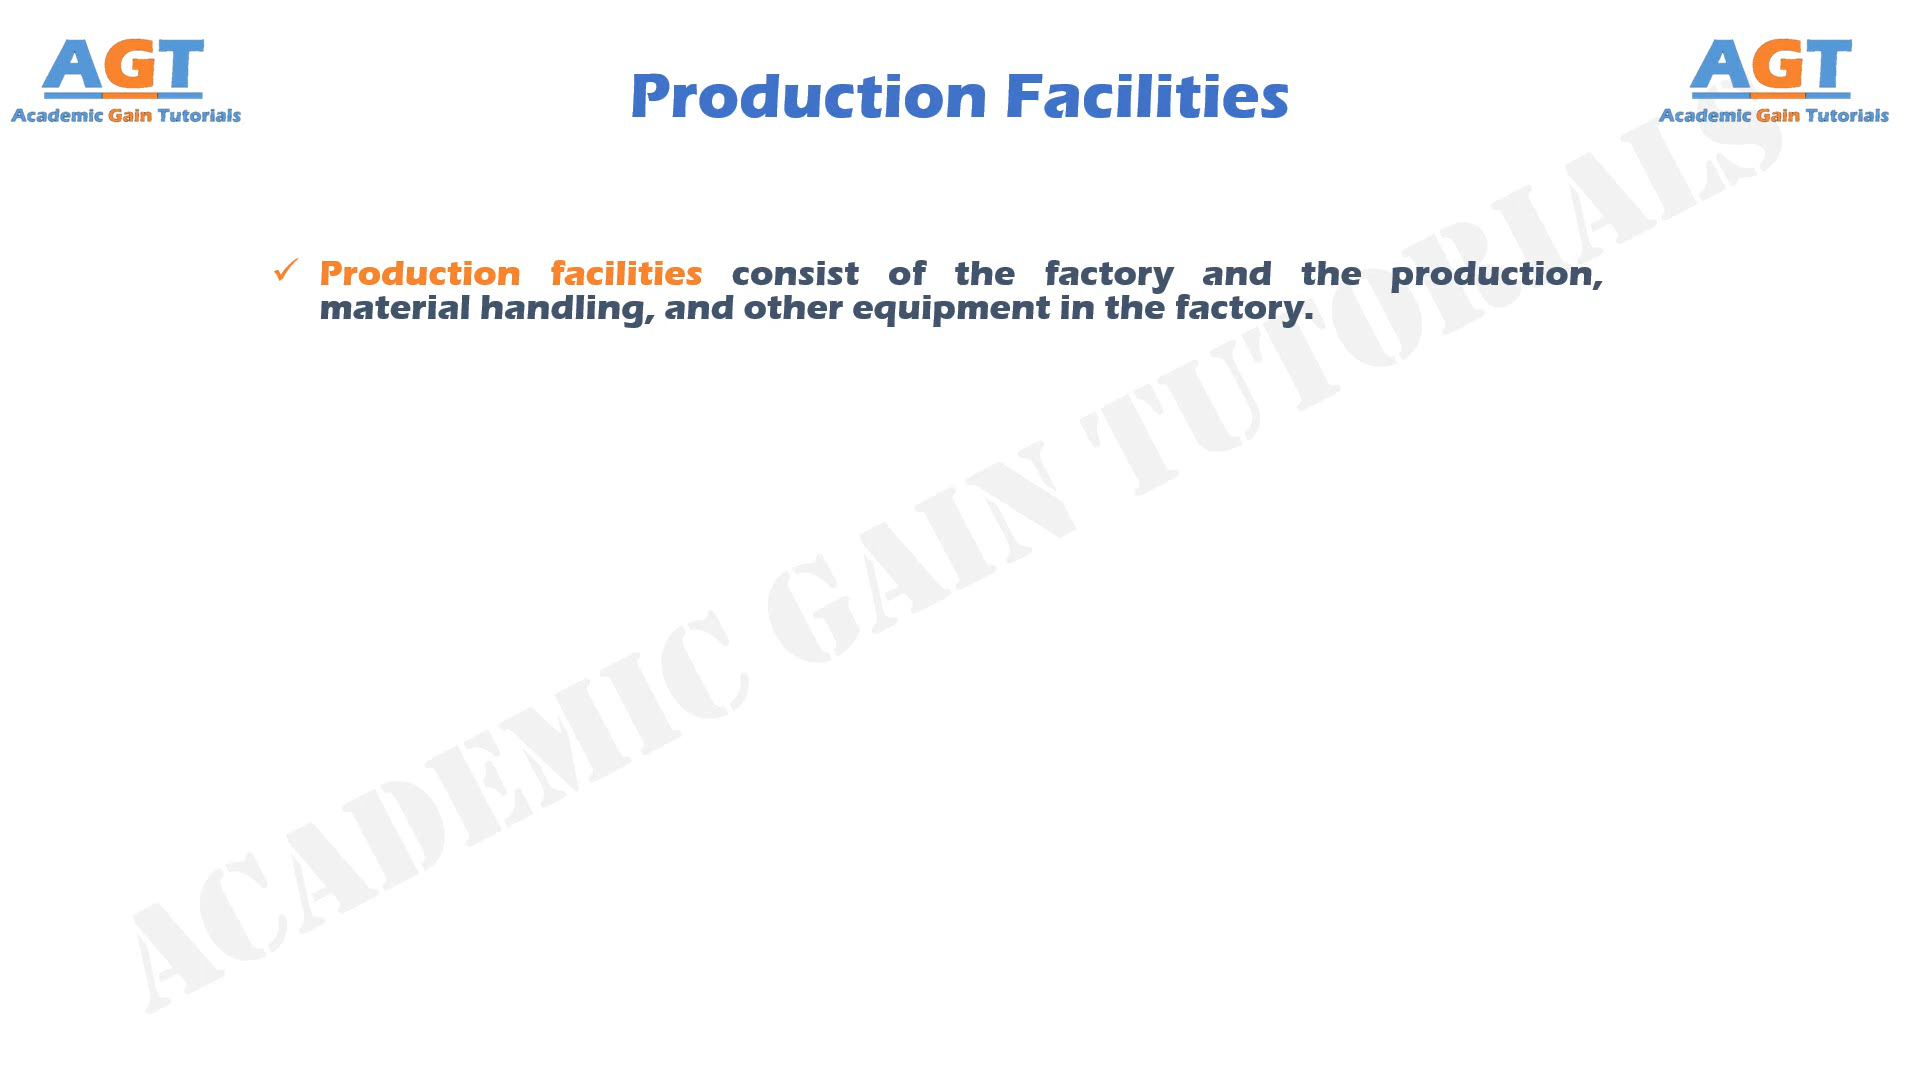 AGT
Academic Gain Tutorials
Production Facilities
AGT
Academic Gain Tutorials
✓ Production facilities consist of the factory and the production,
material handling, and other equipment in the factory.
ACADEMIC GAIN TUTORIALS